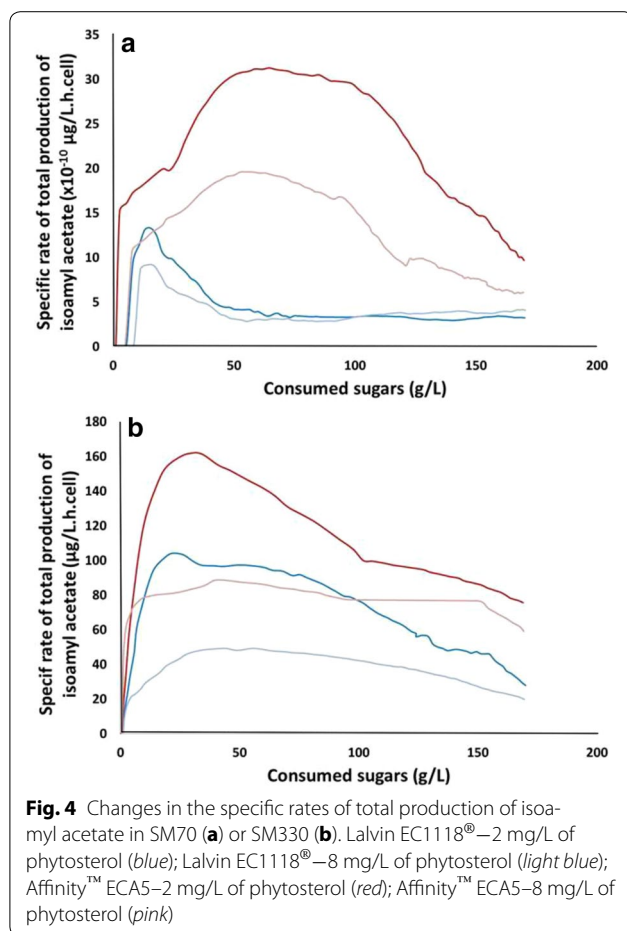 a
Specific rate of total production of
isoamyl acetate (x10⁻¹⁰ µg/L.h.cell)
35
30
25
20
15
10
5
0
0 50 100 150 200
Consumed sugars (g/L)
b
Specif rate of total production of
isoamyl acetate (µg/L.h.cell)
180
160
140
120
100
80
60
40
20
0
0 50 100 150 200
Consumed sugars (g/L)
Fig. 4 Changes in the specific rates of total production of isoa-
myl acetate in SM70 (a) or SM330 (b). Lalvin EC1118®—2 mg/L of
phytosterol (blue); Lalvin EC1118®—8 mg/L of phytosterol (light blue);
Affinity™ ECA5–2 mg/L of phytosterol (red); Affinity™ ECA5–8 mg/L of
phytosterol (pink)